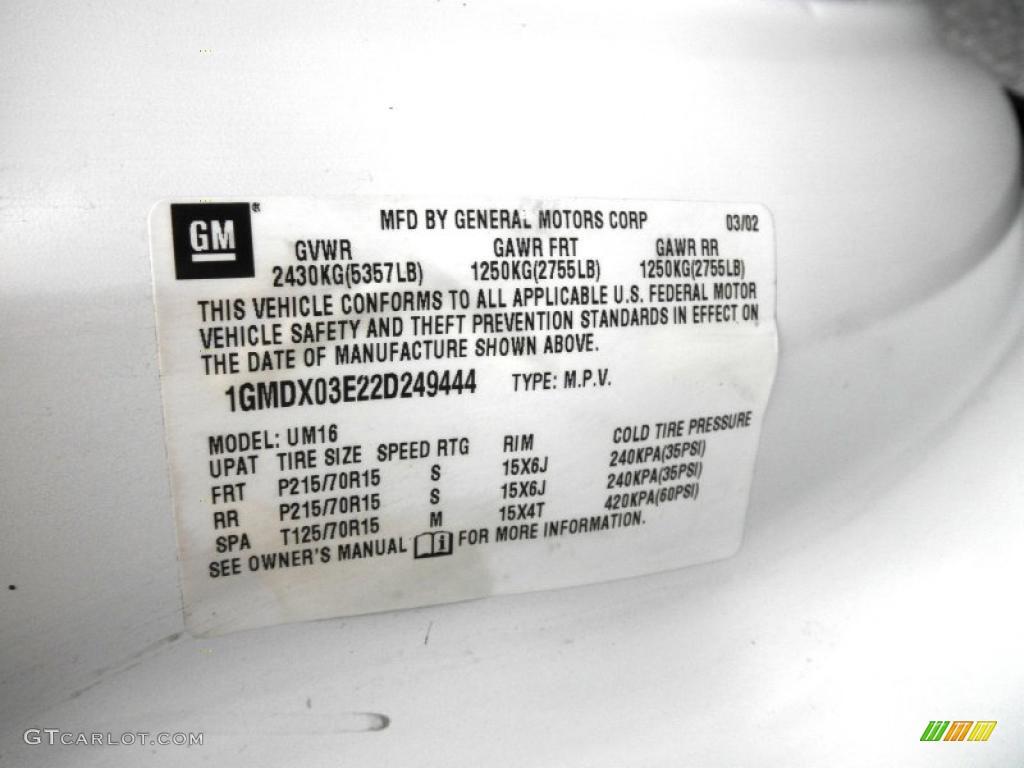 GM®
MFD BY GENERAL MOTORS CORP 03/02
GVWR GAWR FRT GAWR RR
2430KG(5357LB) 1250KG(2755LB) 1250KG(2755LB)
THIS VEHICLE CONFORMS TO ALL APPLICABLE U.S. FEDERAL MOTOR
VEHICLE SAFETY AND THEFT PREVENTION STANDARDS IN EFFECT ON
THE DATE OF MANUFACTURE SHOWN ABOVE.
1GMDX03E22D249444 TYPE: M.P.V.
MODEL: UM16
UPAT TIRE SIZE SPEED RTG RIM COLD TIRE PRESSURE
FRT P215/70R15 S 15X6J 240KPA(35PSI)
RR P215/70R15 S 15X6J 240KPA(35PSI)
SPA T125/70R15 M 15X4T 420KPA(60PSI)
SEE OWNER'S MANUAL i FOR MORE INFORMATION.
GTCARLOT.COM